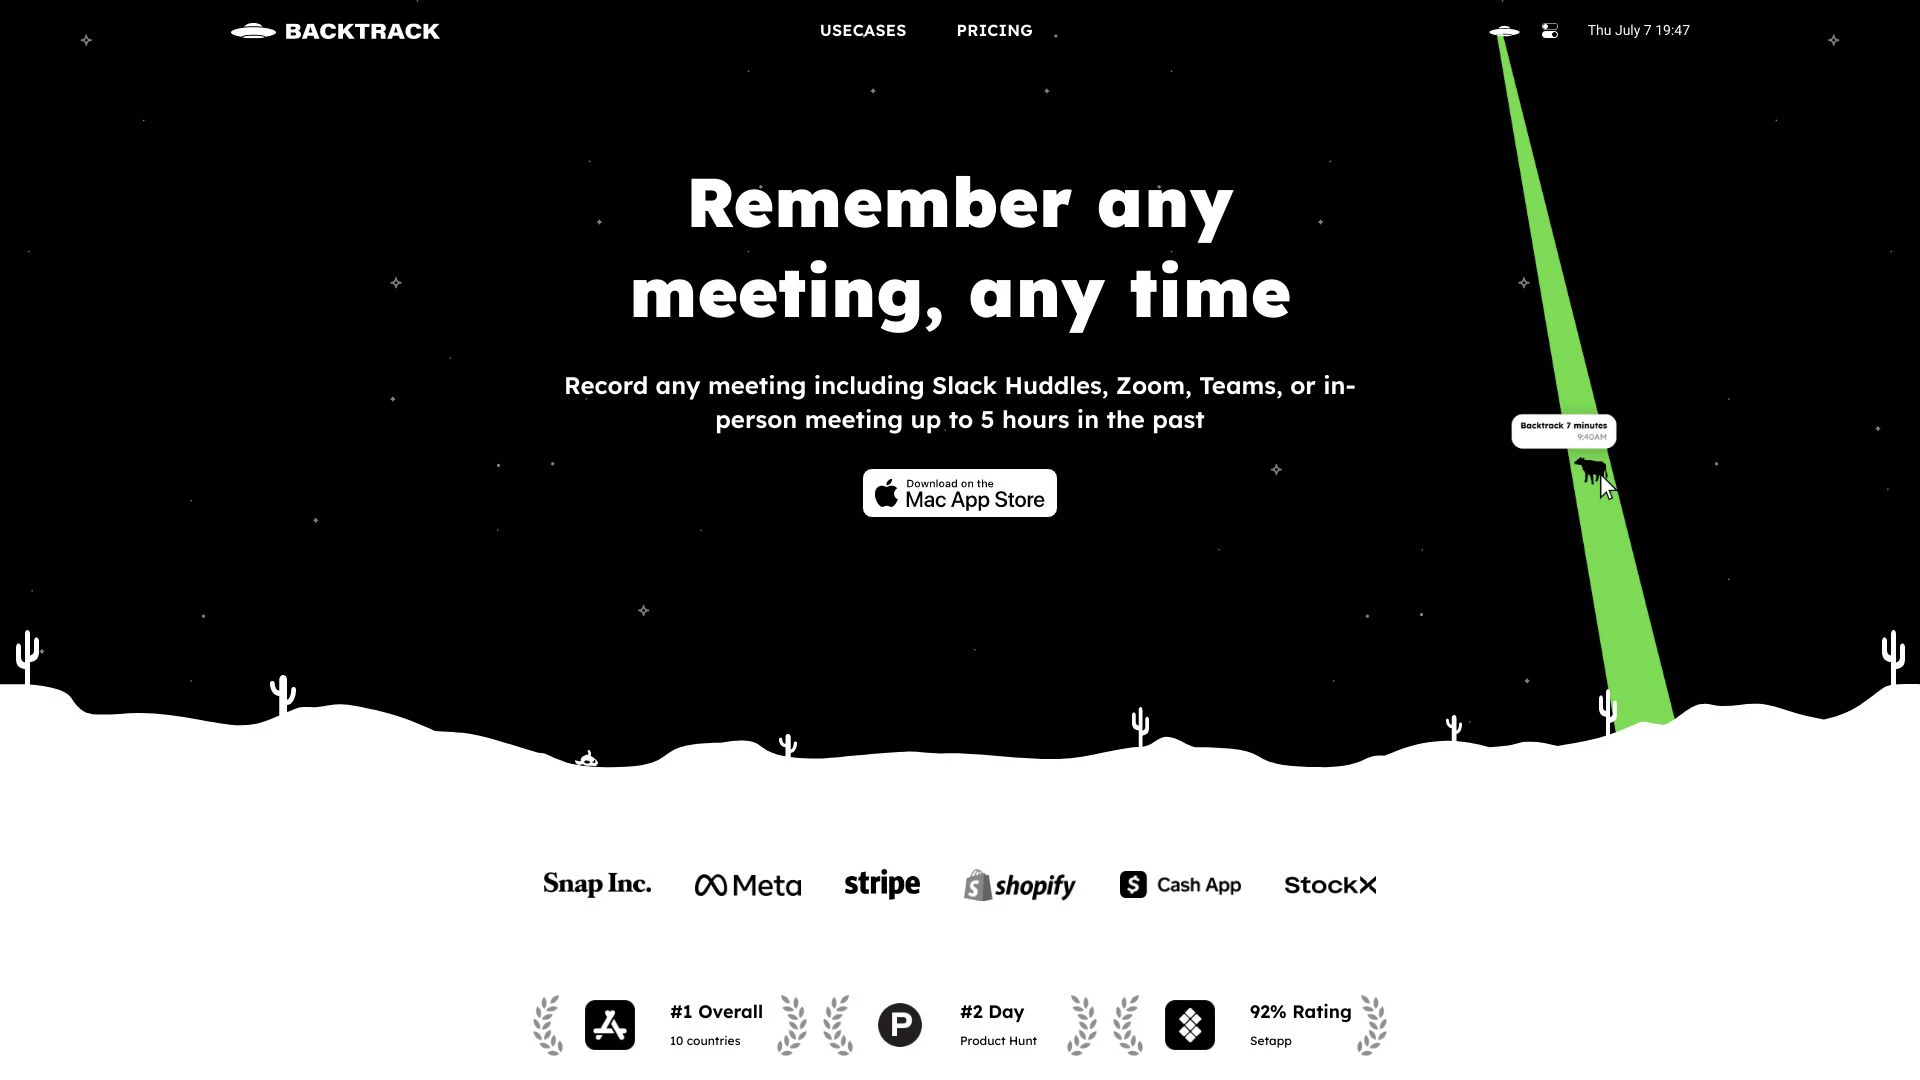 BACKTRACK
USECASES
PRICING
Thu July 7 19:47
Remember any
meeting, any time
Record any meeting including Slack Huddles, Zoom, Teams, or in-
person meeting up to 5 hours in the past
Download on the
Mac App Store
Backtrack 7 minutes
9:40AM
Snap Inc.
Meta
stripe
shopify
Cash App
StockX
#1 Overall
10 countries
#2 Day
Product Hunt
92% Rating
Setapp